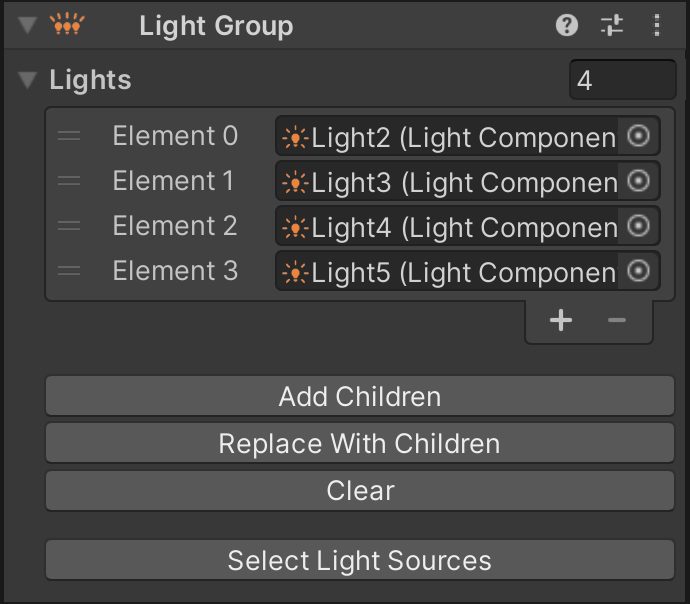 Light Group
Lights 4
Element 0 Light2 (Light Componen
Element 1 Light3 (Light Componen
Element 2 Light4 (Light Componen
Element 3 Light5 (Light Componen
Add Children
Replace With Children
Clear
Select Light Sources